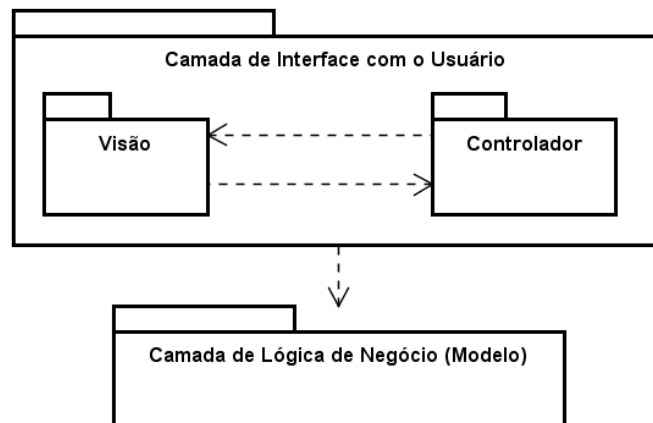 Camada de Interface com o Usuário
Visão
Controlador
Camada de Lógica de Negócio (Modelo)